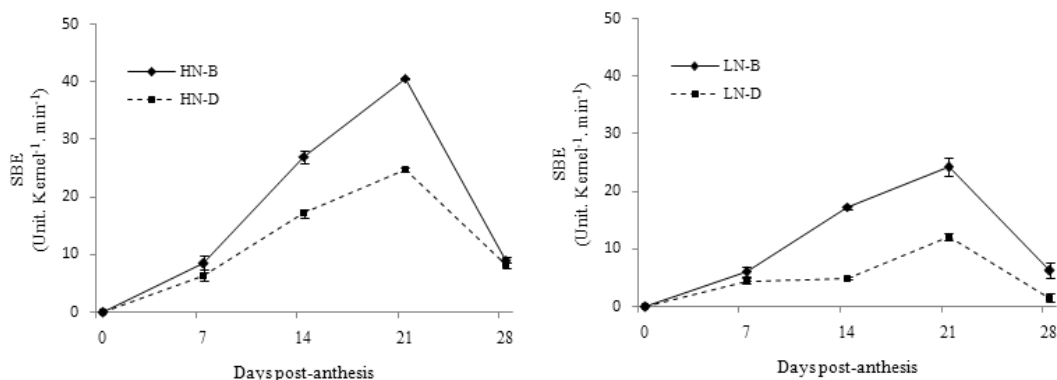 50
40
30
20
10
0
SBE
(Unit. Kernel⁻¹. min⁻¹)
HN-B
HN-D
0 7 14 21 28
Days post-anthesis
50
40
30
20
10
0
SBE
(Unit. Kernel⁻¹. min⁻¹)
LN-B
LN-D
0 7 14 21 28
Days post-anthesis